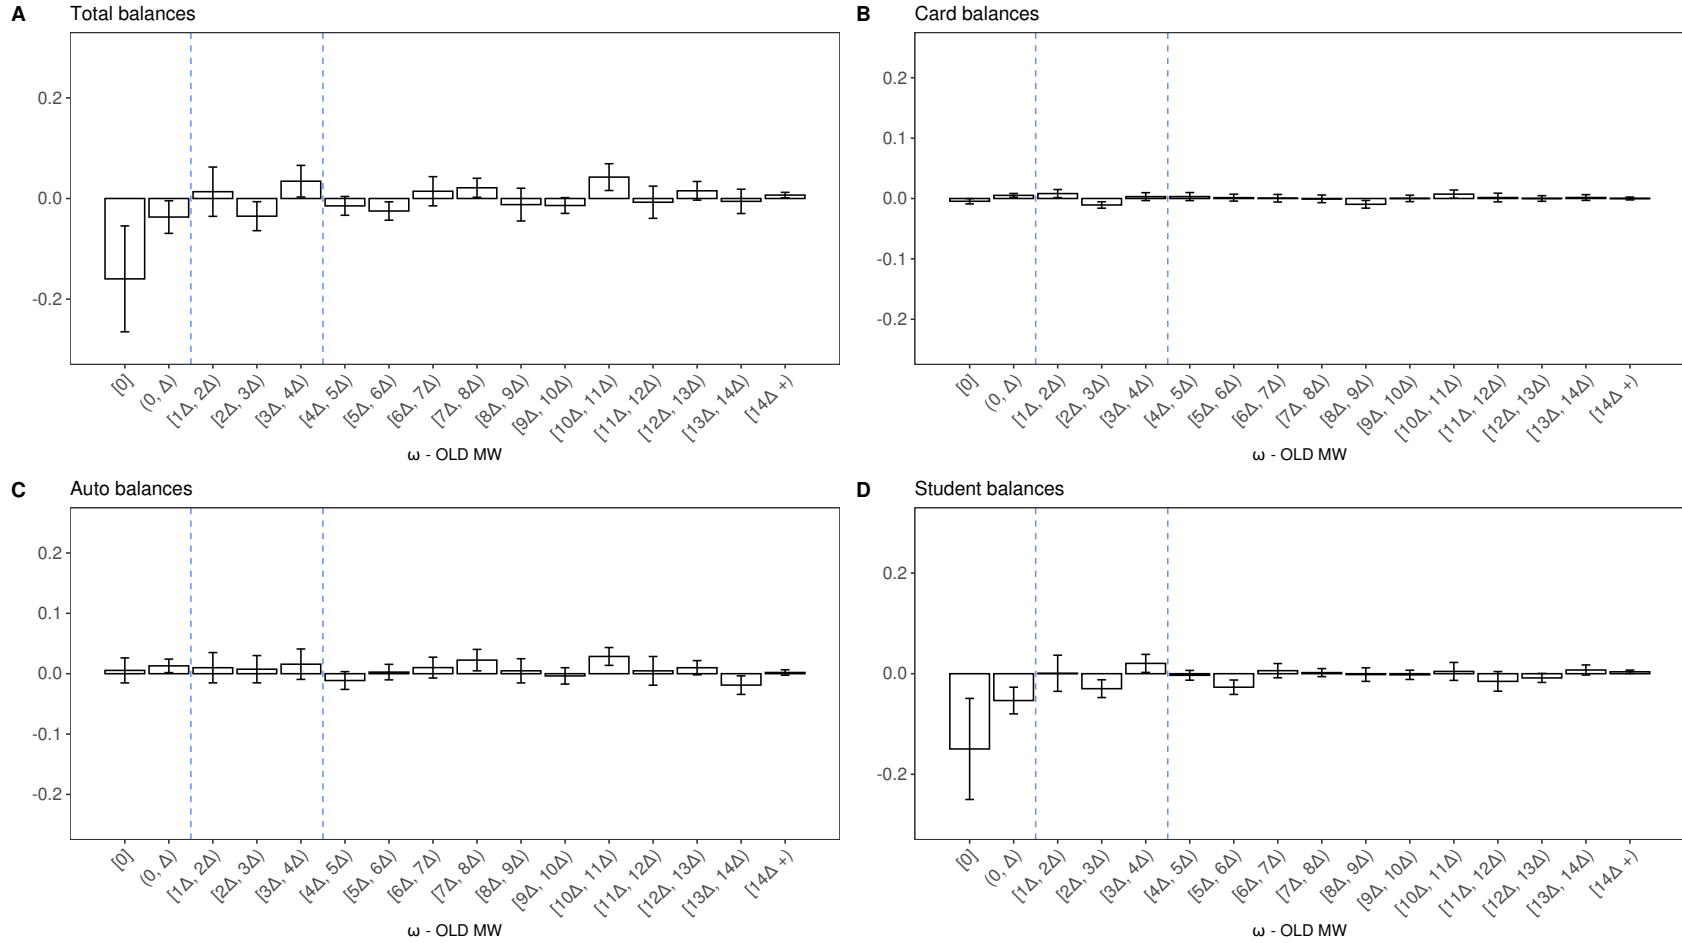 A Total balances
0.2
0.0
-0.2
[0] (0, Δ) [1Δ, 2Δ) [2Δ, 3Δ) [3Δ, 4Δ) [4Δ, 5Δ) [5Δ, 6Δ) [6Δ, 7Δ) [7Δ, 8Δ) [8Δ, 9Δ) [9Δ, 10Δ) [10Δ, 11Δ) [11Δ, 12Δ) [12Δ, 13Δ) [13Δ, 14Δ) [14Δ +)
ω - OLD MW
B Card balances
0.2
0.1
0.0
-0.1
-0.2
[0] (0, Δ) [1Δ, 2Δ) [2Δ, 3Δ) [3Δ, 4Δ) [4Δ, 5Δ) [5Δ, 6Δ) [6Δ, 7Δ) [7Δ, 8Δ) [8Δ, 9Δ) [9Δ, 10Δ) [10Δ, 11Δ) [11Δ, 12Δ) [12Δ, 13Δ) [13Δ, 14Δ) [14Δ +)
ω - OLD MW
C Auto balances
0.2
0.1
0.0
-0.1
-0.2
[0] (0, Δ) [1Δ, 2Δ) [2Δ, 3Δ) [3Δ, 4Δ) [4Δ, 5Δ) [5Δ, 6Δ) [6Δ, 7Δ) [7Δ, 8Δ) [8Δ, 9Δ) [9Δ, 10Δ) [10Δ, 11Δ) [11Δ, 12Δ) [12Δ, 13Δ) [13Δ, 14Δ) [14Δ +)
ω - OLD MW
D Student balances
0.2
0.0
-0.2
[0] (0, Δ) [1Δ, 2Δ) [2Δ, 3Δ) [3Δ, 4Δ) [4Δ, 5Δ) [5Δ, 6Δ) [6Δ, 7Δ) [7Δ, 8Δ) [8Δ, 9Δ) [9Δ, 10Δ) [10Δ, 11Δ) [11Δ, 12Δ) [12Δ, 13Δ) [13Δ, 14Δ) [14Δ +)
ω - OLD MW